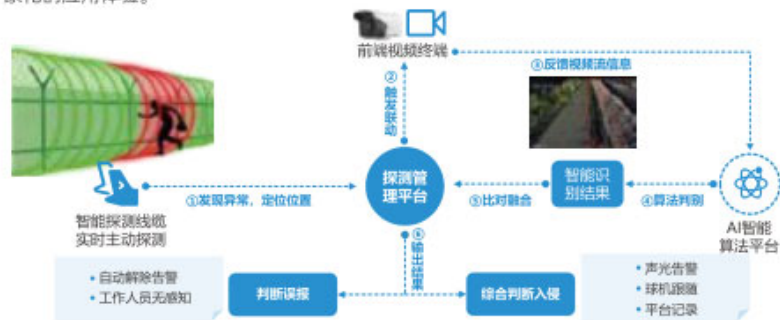 前端视频终端
③反馈视频流信息
②触发联动
探测管
理平台
智能识
别结果
①发现异常，定位位置
⑤比对融合
④算法判别
智能探测线缆
实时主动探测
AI智能
算法平台
⑥输出结果
• 自动解除告警
• 工作人员无感知
判断误报
综合判断入侵
• 声光告警
• 球机跟随
• 平台记录